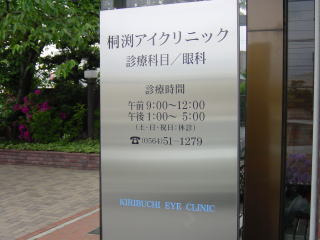 桐渕アイクリニック
診療科目／眼科
診療時間
午前 9:00～12:00
午後 1:00～ 5:00
(土・日・祝日:休診)
☎(0564)51-1279
KIRIBUCHI EYE CLINIC